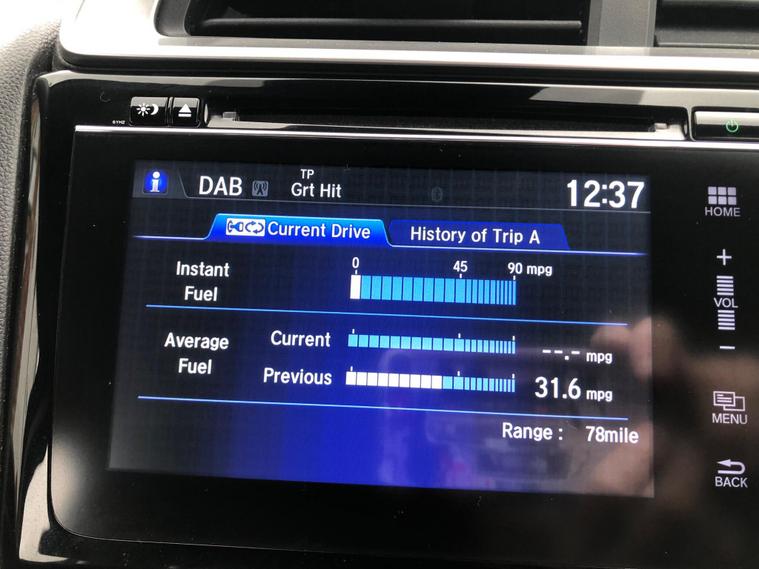 DAB TP Grt Hit 12:37
Current Drive History of Trip A
0 45 90 mpg
Instant Fuel
Average Fuel
Current --.- mpg
Previous 31.6 mpg
Range : 78mile
HOME
+
VOL
−
MENU
BACK